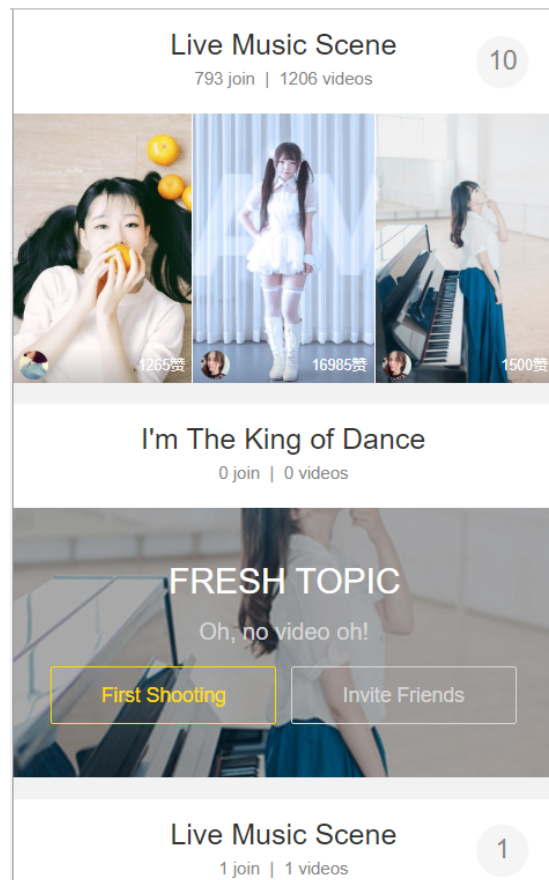 Live Music Scene
10
793 join | 1206 videos
1265赞
16985赞
1500赞
I'm The King of Dance
0 join | 0 videos
FRESH TOPIC
Oh, no video oh!
First Shooting
Invite Friends
Live Music Scene
1
1 join | 1 videos